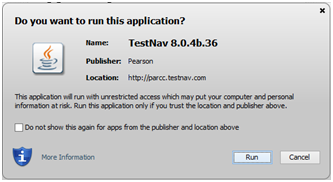 Do you want to run this application?
Name: TestNav 8.0.4b.36
Publisher: Pearson
Location: http://parcc.testnav.com
This application will run with unrestricted access which may put your computer and personal
information at risk. Run this application only if you trust the location and publisher above.
Do not show this again for apps from the publisher and location above
More Information
Run
Cancel